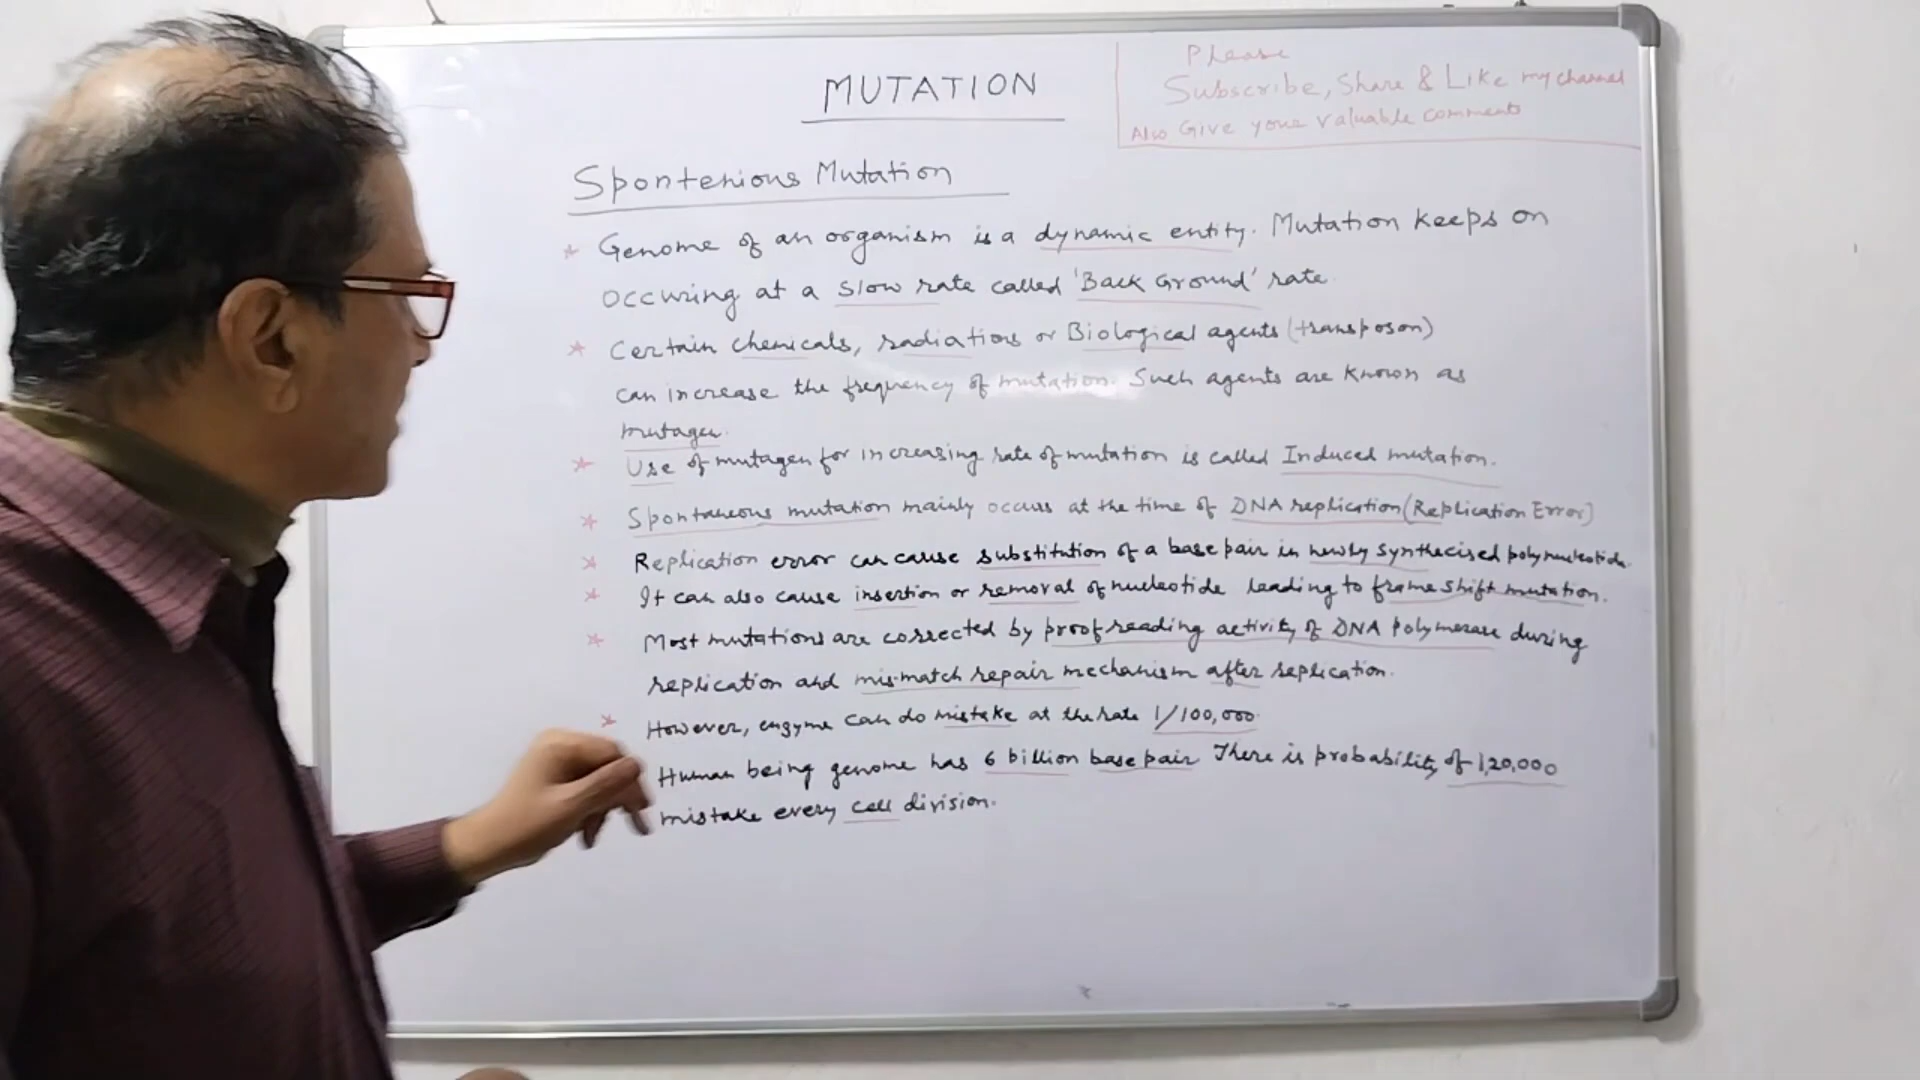 MUTATION
Please
Subscribe, Share & Like my channel
Also Give your valuable comments
Spontenious Mutation
* Genome of an organism is a dynamic entity. Mutation keeps on
occuring at a slow rate called 'Back Ground' rate.
* Certain chemicals, radiations or Biological agents (transposon)
can increase the frequency of mutation. Such agents are known as
mutagen.
* Use of mutagen for increasing rate of mutation is called Induced mutation.
* Spontaneous mutation mainly occurs at the time of DNA replication (Replication Error)
* Replication error can cause substitution of a base pair in newly synthecised polynucleotide.
* It can also cause insertion or removal of nucleotide leading to frame shift mutation.
* Most mutations are corrected by proof reading activity of DNA polymerase during
replication and mismatch repair mechanism after replication.
* However, enzyme can do mistake at the rate 1/100,000.
Human being genome has 6 billion base pair. There is probability of 1,20,000
mistake every cell division.